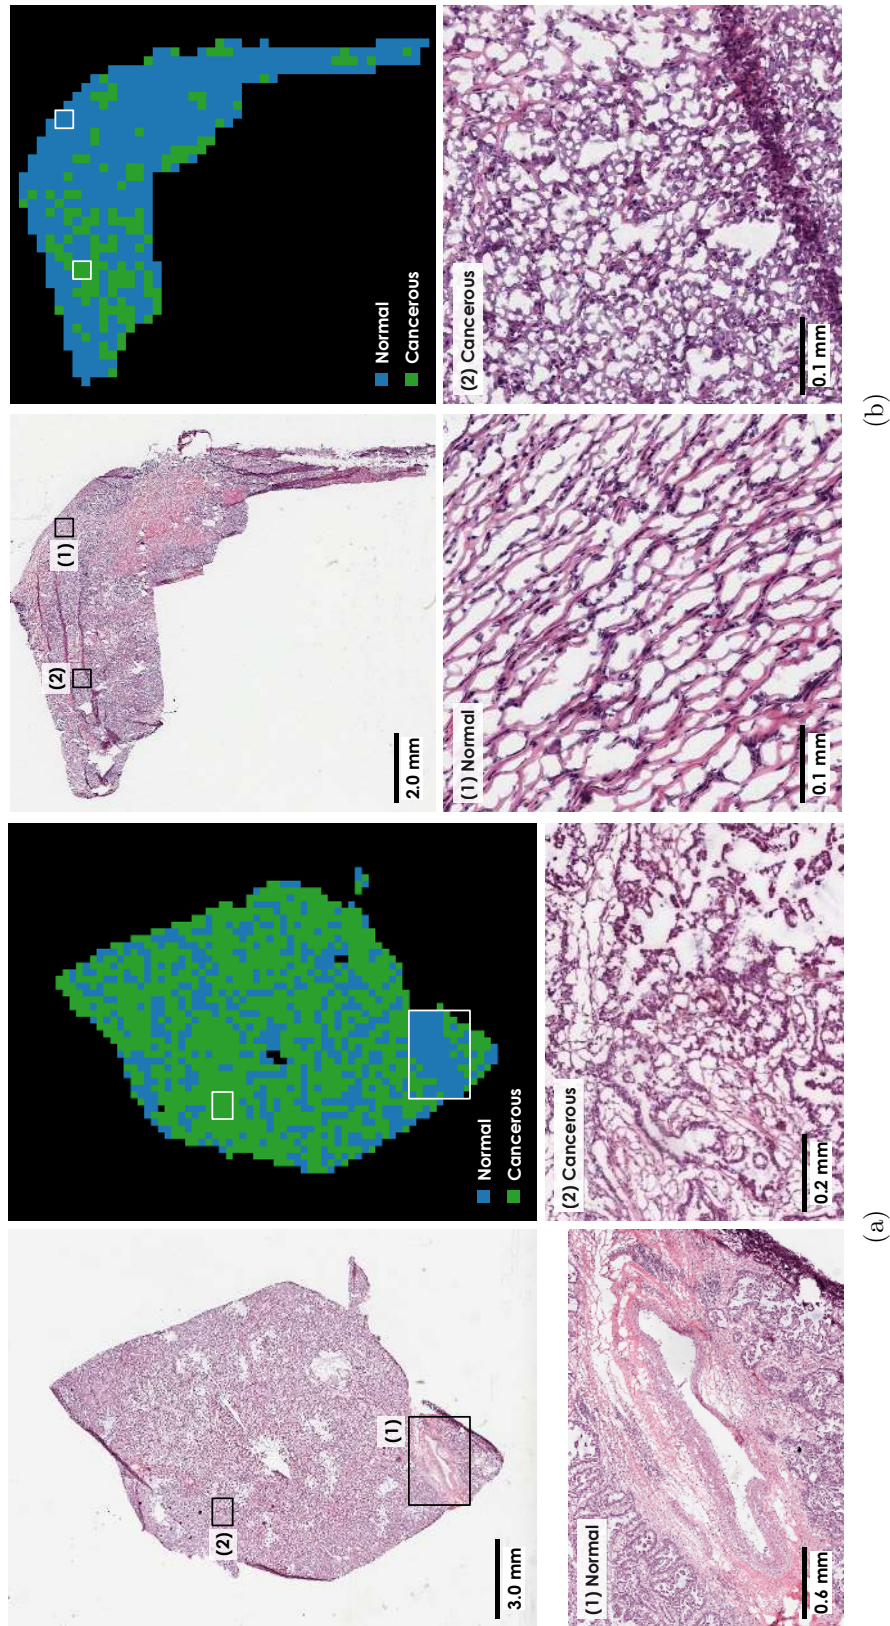 (1)
(2)
3.0 mm
Normal
Cancerous
(1) Normal
0.6 mm
(2) Cancerous
0.2 mm
(a)
(1)
(2)
2.0 mm
Normal
Cancerous
(1) Normal
0.1 mm
(2) Cancerous
0.1 mm
(b)